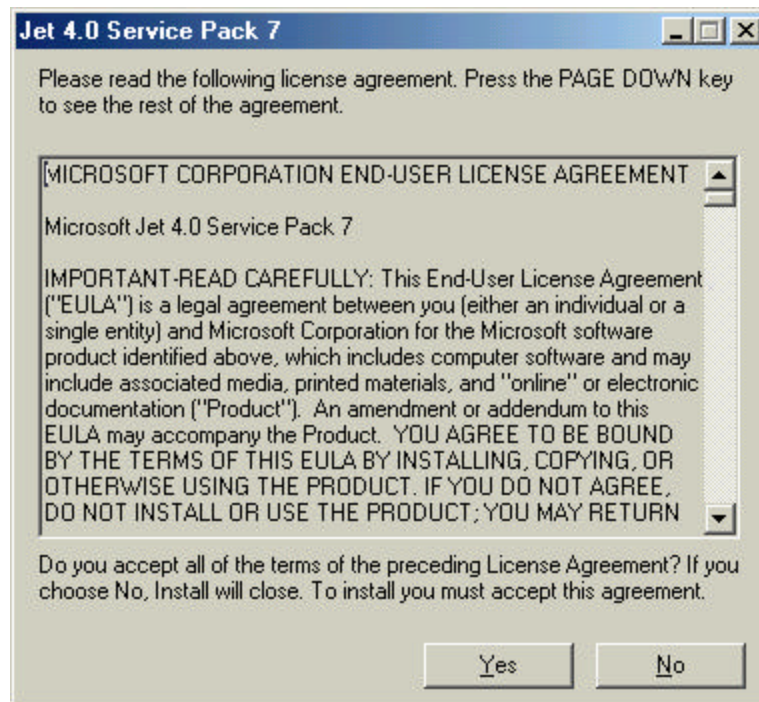 Jet 4.0 Service Pack 7
Please read the following license agreement. Press the PAGE DOWN key
to see the rest of the agreement.
MICROSOFT CORPORATION END-USER LICENSE AGREEMENT
Microsoft Jet 4.0 Service Pack 7
IMPORTANT-READ CAREFULLY: This End-User License Agreement
("EULA") is a legal agreement between you (either an individual or a
single entity) and Microsoft Corporation for the Microsoft software
product identified above, which includes computer software and may
include associated media, printed materials, and "online" or electronic
documentation ("Product").  An amendment or addendum to this
EULA may accompany the Product.  YOU AGREE TO BE BOUND
BY THE TERMS OF THIS EULA BY INSTALLING, COPYING, OR
OTHERWISE USING THE PRODUCT. IF YOU DO NOT AGREE,
DO NOT INSTALL OR USE THE PRODUCT; YOU MAY RETURN
Do you accept all of the terms of the preceding License Agreement? If you
choose No, Install will close. To install you must accept this agreement.
Yes
No